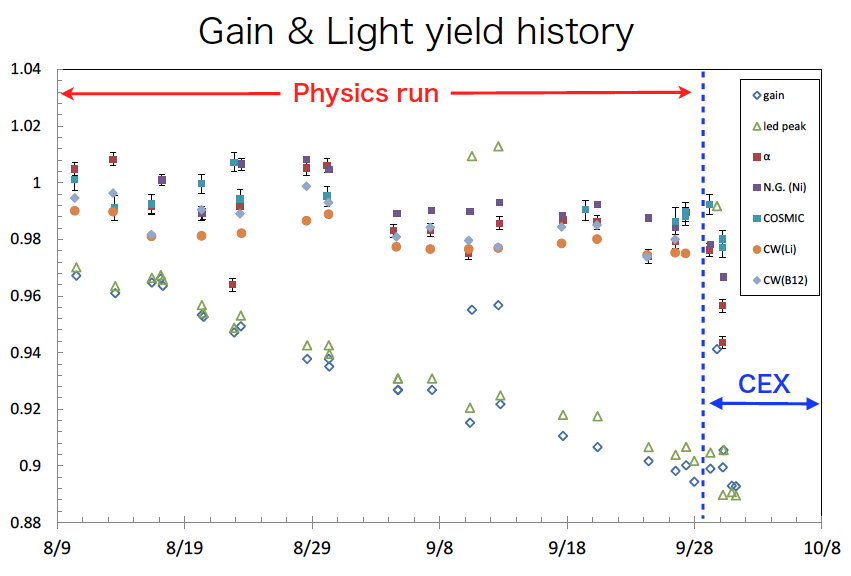 Gain & Light yield history
1.04
1.02
1
0.98
0.96
0.94
0.92
0.9
0.88
8/9
8/19
8/29
9/8
9/18
9/28
10/8
Physics run
CEX
gain
led peak
α
N.G. (Ni)
COSMIC
CW(Li)
CW(B12)